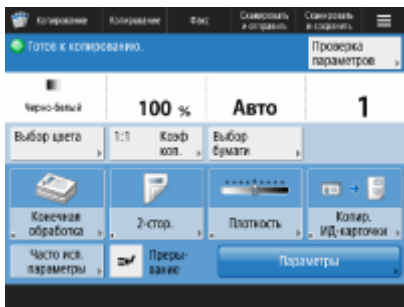 Копирование Копирование Факс Сканировать и отправить Сканировать и сохранить
Готов к копированию.
Проверка параметров
Черно-белый 100 % Авто 1
Выбор цвета 1:1 Коэф коп. Выбор бумаги
Конечная обработка 2-стор. Плотность Копир. ИД-карточки
Часто исп. параметры Преры-вание Параметры